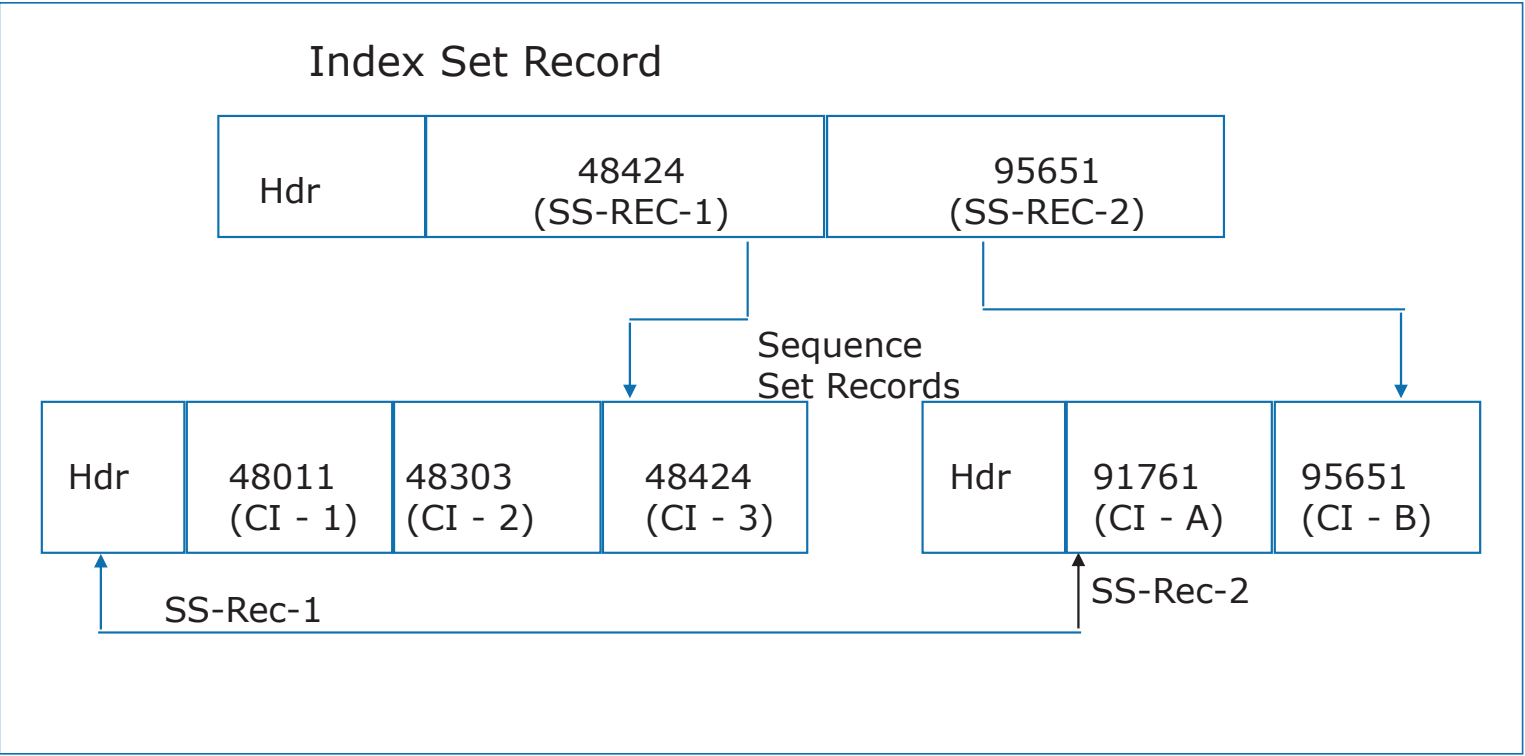 Index Set Record
Hdr
48424
(SS-REC-1)
95651
(SS-REC-2)
Sequence
Set Records
Hdr
48011
(CI - 1)
48303
(CI - 2)
48424
(CI - 3)
Hdr
91761
(CI - A)
95651
(CI - B)
SS-Rec-1
SS-Rec-2